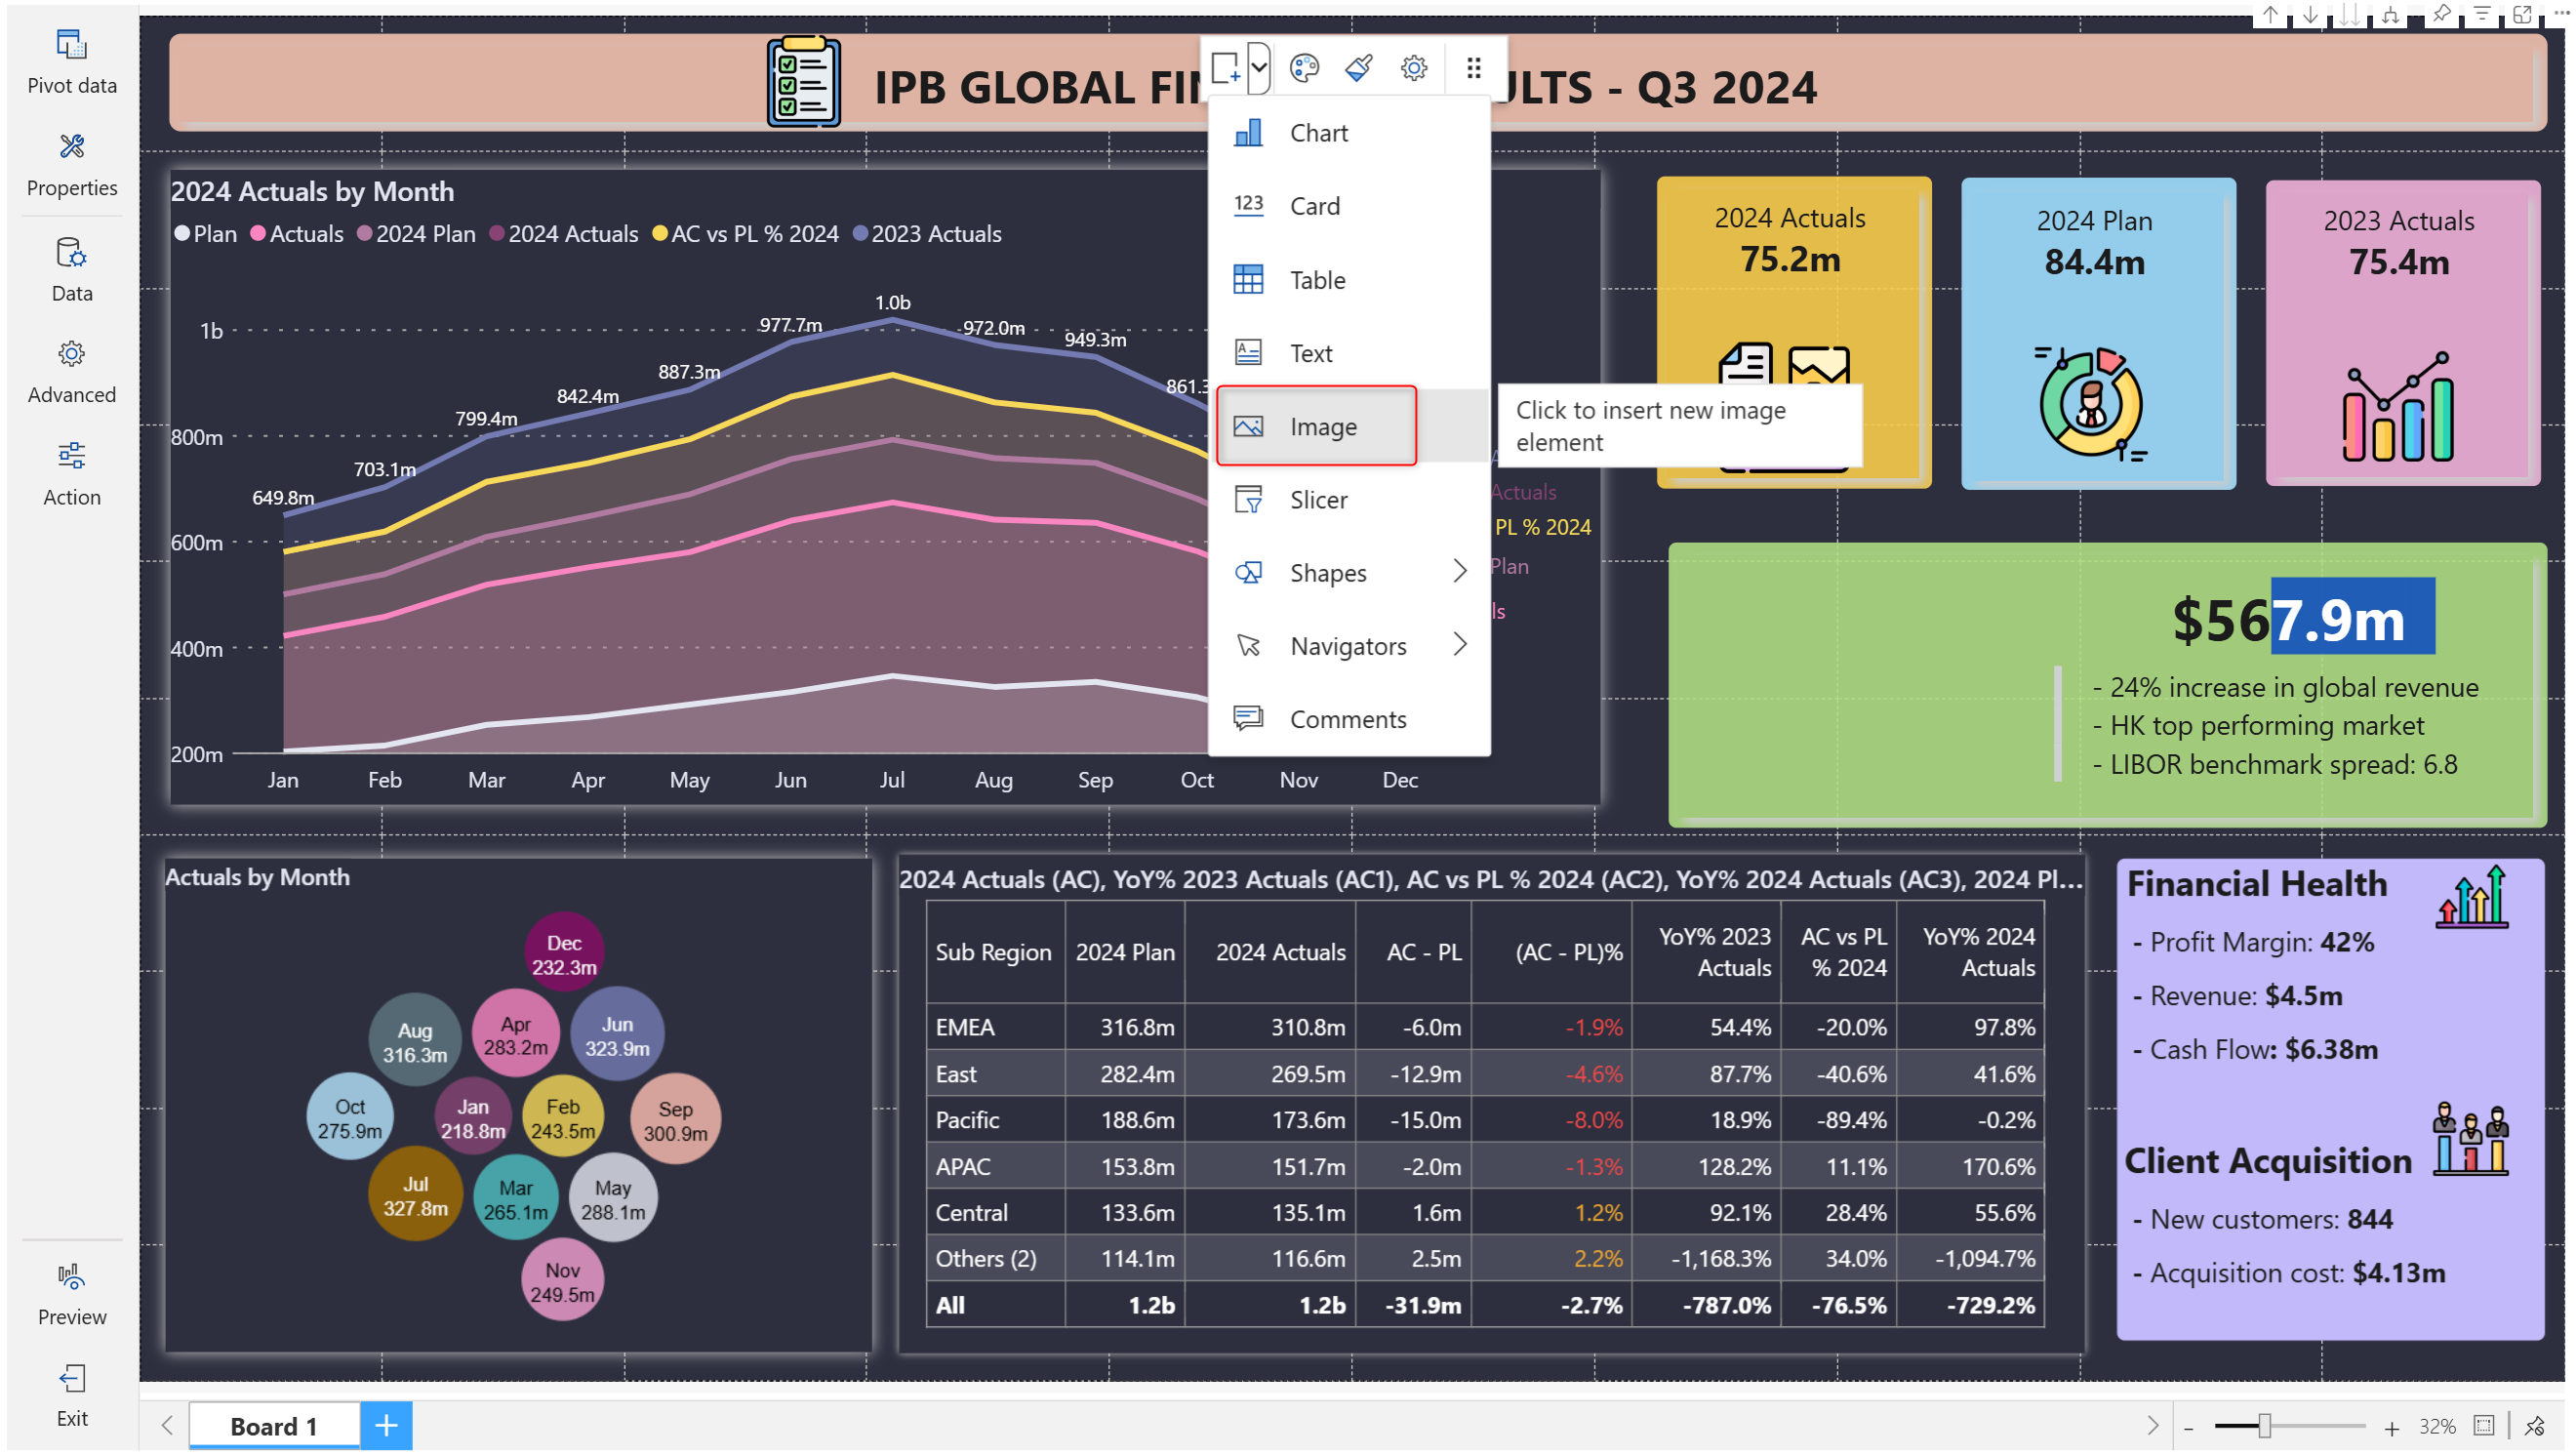 Pivot data
Properties
Data
Advanced
Action
Preview
Exit
IPB GLOBAL FIN
ULTS - Q3 2024
Chart
123 Card
Table
Text
Image
Slicer
Shapes
Navigators
Comments
Click to insert new image
element
2024 Actuals by Month
Plan Actuals 2024 Plan 2024 Actuals AC vs PL % 2024 2023 Actuals
1b
800m
600m
400m
200m
649.8m 703.1m 799.4m 842.4m 887.3m 977.7m 1.0b 972.0m 949.3m 861.3
Actuals
PL % 2024
Plan
ls
Jan Feb Mar Apr May Jun Jul Aug Sep Oct Nov Dec
2024 Actuals
75.2m
2024 Plan
84.4m
2023 Actuals
75.4m
$567.9m
- 24% increase in global revenue
- HK top performing market
- LIBOR benchmark spread: 6.8
Actuals by Month
Dec
232.3m
Aug
316.3m
Apr
283.2m
Jun
323.9m
Oct
275.9m
Jan
218.8m
Feb
243.5m
Sep
300.9m
Jul
327.8m
Mar
265.1m
May
288.1m
Nov
249.5m
2024 Actuals (AC), YoY% 2023 Actuals (AC1), AC vs PL % 2024 (AC2), YoY% 2024 Actuals (AC3), 2024 Pl...
Sub Region 2024 Plan 2024 Actuals AC - PL (AC - PL)% YoY% 2023 Actuals AC vs PL % 2024 YoY% 2024 Actuals
EMEA 316.8m 310.8m -6.0m -1.9% 54.4% -20.0% 97.8%
East 282.4m 269.5m -12.9m -4.6% 87.7% -40.6% 41.6%
Pacific 188.6m 173.6m -15.0m -8.0% 18.9% -89.4% -0.2%
APAC 153.8m 151.7m -2.0m -1.3% 128.2% 11.1% 170.6%
Central 133.6m 135.1m 1.6m 1.2% 92.1% 28.4% 55.6%
Others (2) 114.1m 116.6m 2.5m 2.2% -1,168.3% 34.0% -1,094.7%
All 1.2b 1.2b -31.9m -2.7% -787.0% -76.5% -729.2%
Financial Health
- Profit Margin: 42%
- Revenue: $4.5m
- Cash Flow: $6.38m
Client Acquisition
- New customers: 844
- Acquisition cost: $4.13m
Board 1
32%